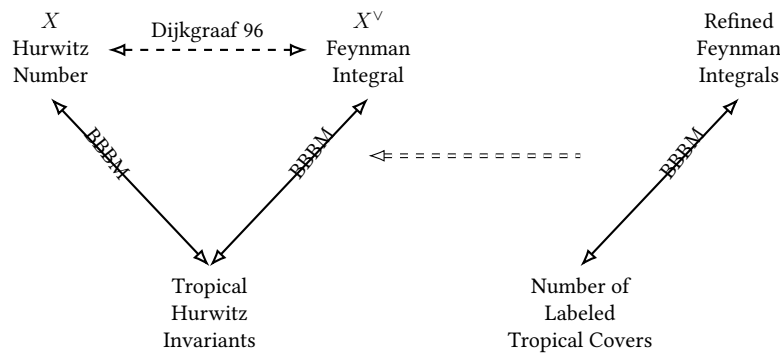 X
Hurwitz
Number
Dijkgraaf 96
X∨
Feynman
Integral
Refined
Feynman
Integrals
BBBM
BBBM
BBBM
Tropical
Hurwitz
Invariants
Number of
Labeled
Tropical Covers